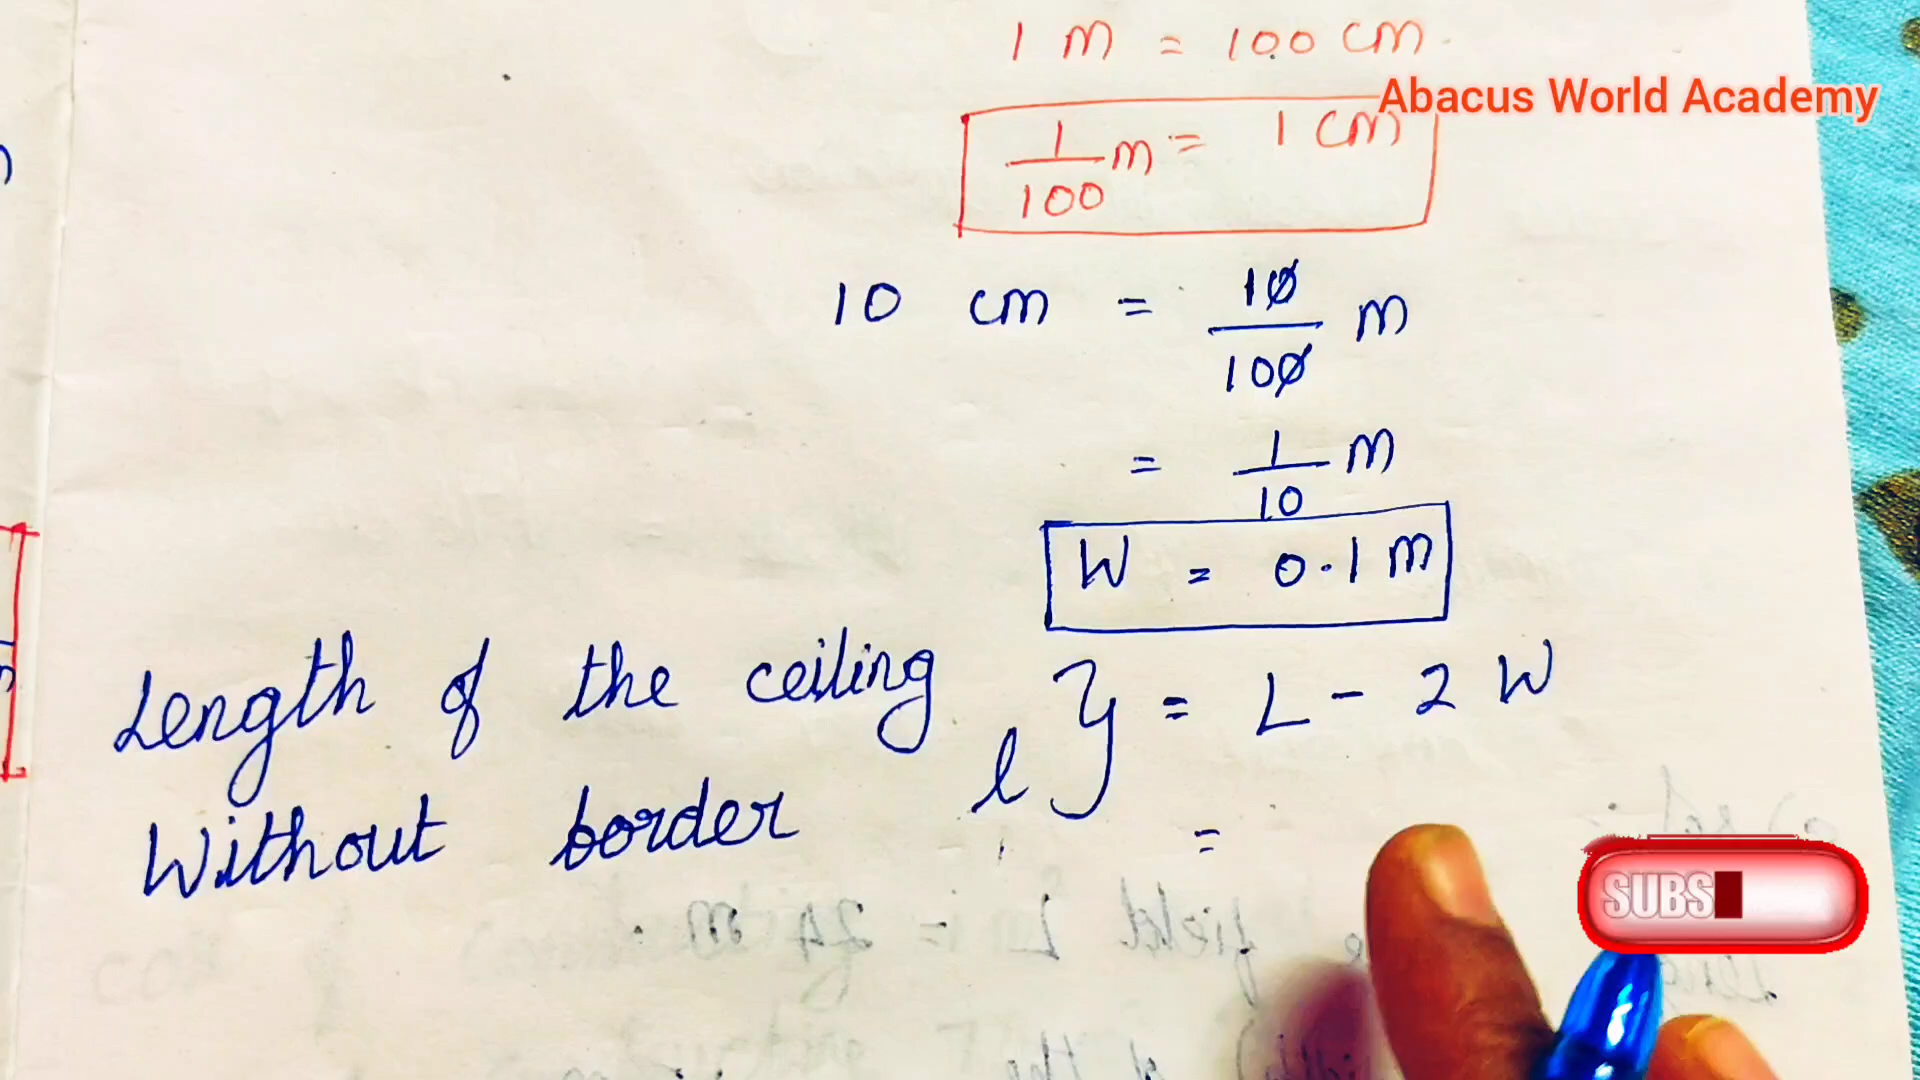 1 m = 100 cm.
Abacus World Academy
1/100 m = 1 cm
10 cm = 10/100 m
= 1/10 m
W = 0.1 m
Length of the ceiling
Without border l } = L - 2 W
=
SUBS